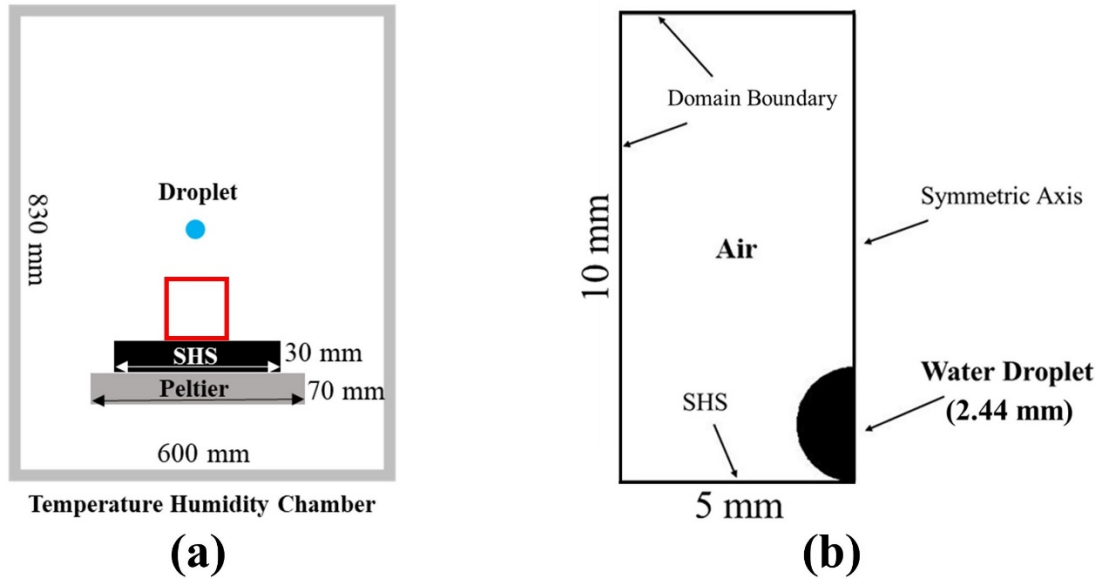 Droplet
830 mm
SHS
30 mm
Peltier
70 mm
600 mm
Temperature Humidity Chamber
(a)
Domain Boundary
Symmetric Axis
Air
10 mm
Water Droplet
(2.44 mm)
SHS
5 mm
(b)